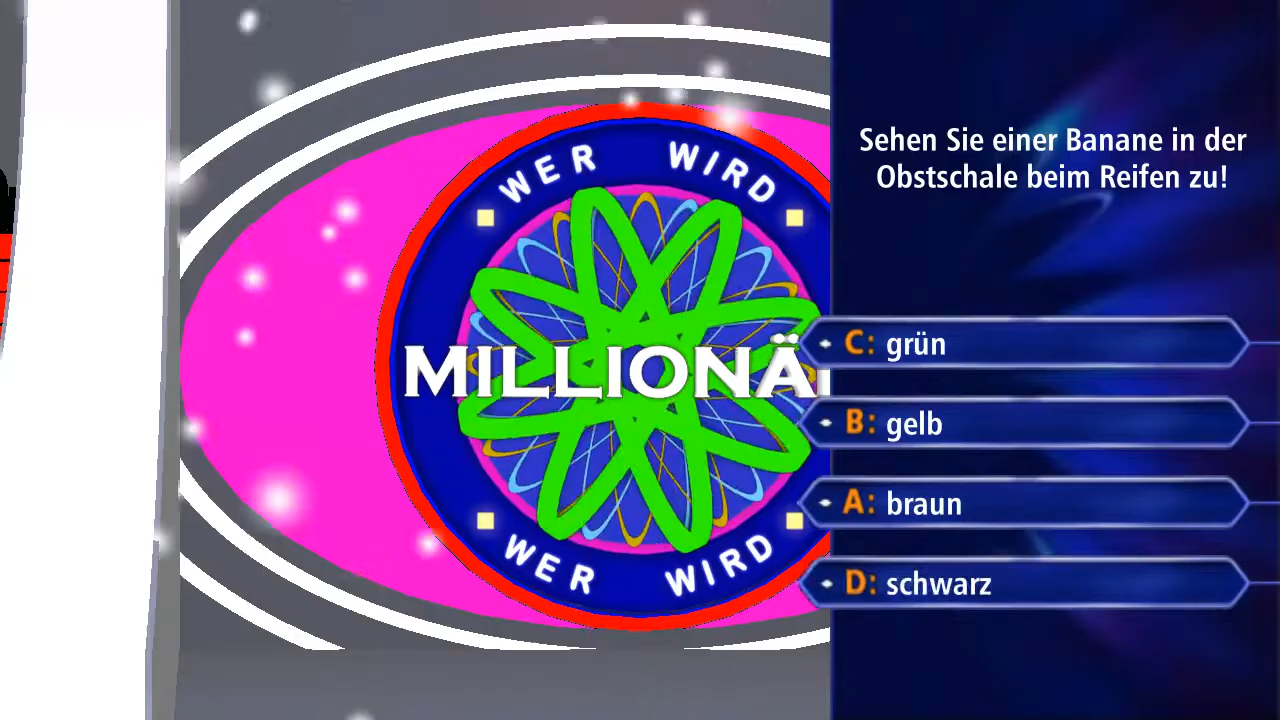 WER WIRD
MILLIONÄ
WER WIRD
Sehen Sie einer Banane in der
Obstschale beim Reifen zu!
C: grün
B: gelb
A: braun
D: schwarz